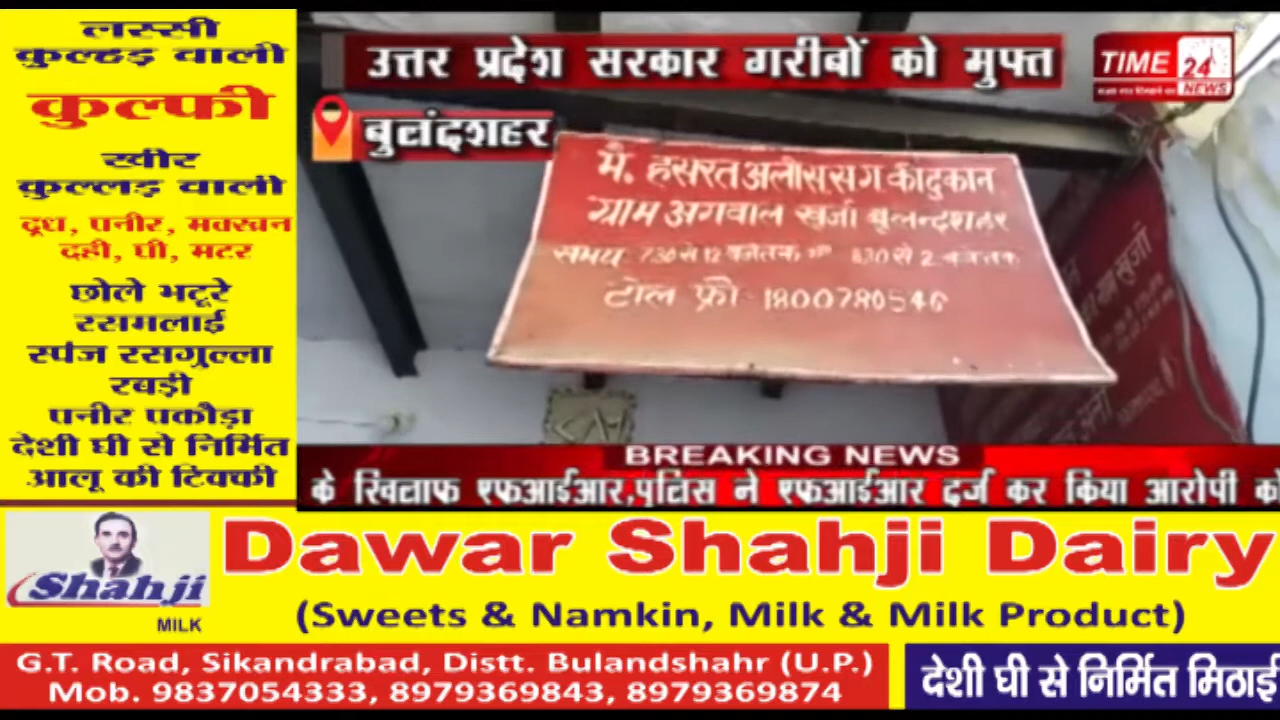 लस्सी
कुल्हड़ वाली
कुल्फी
खीर
कुल्लड़ वाली
दूध, पनीर, मक्खन
दही, घी, मटर
छोले भटूरे
रसमलाई
स्पंज रसगुल्ला
रबड़ी
पनीर पकौड़ा
देशी घी से निर्मित
आलू की टिक्की
उत्तर प्रदेश सरकार गरीबों को मुफ्त
TIME 24
NEWS
बुलंदशहर
मै. हसरत अली स स ग की दुकान
ग्राम अगवाल खुर्जा बुलन्दशहर
समय 7.30 से 12 बजे तक 8.30 से 2 बजे तक
टोल फ्री 1800780546
BREAKING NEWS
के खिलाफ एफआईआर,पुलिस ने एफआईआर दर्ज कर किया आरोपी को
Shahji
MILK
Dawar Shahji Dairy
(Sweets & Namkin, Milk & Milk Product)
G.T. Road, Sikandrabad, Distt. Bulandshahr (U.P.)
Mob. 9837054333, 8979369843, 8979369874
देशी घी से निर्मित मिठाई